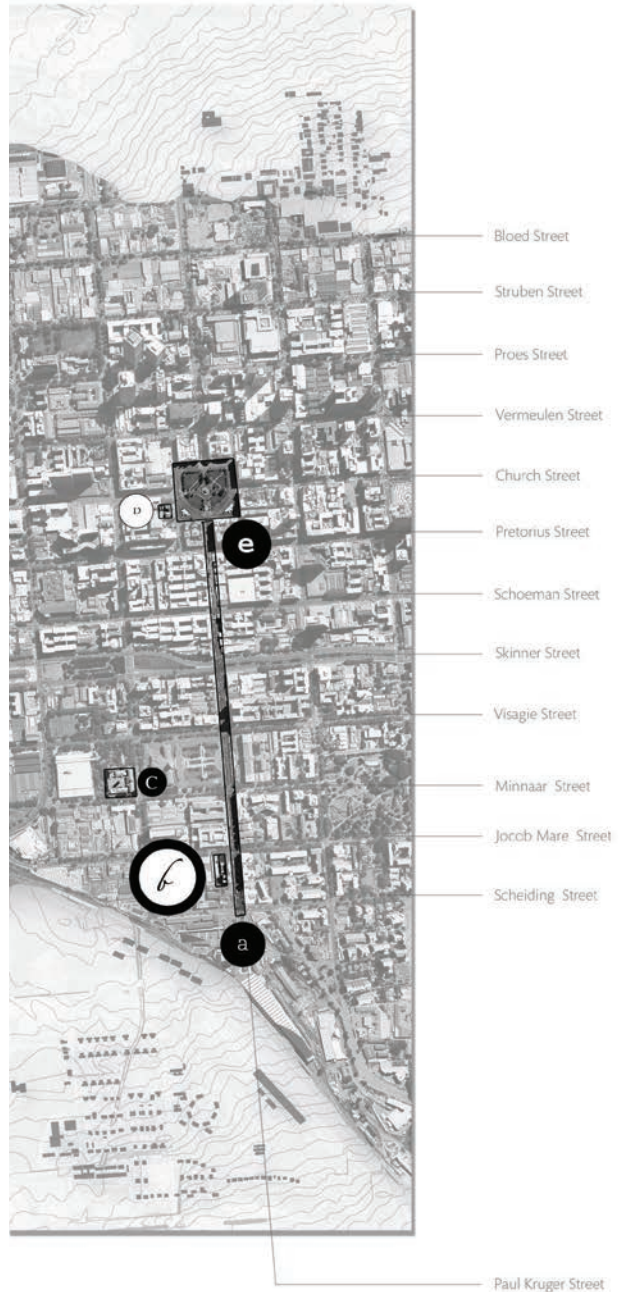 Bloed Street
Struben Street
Proes Street
Vermeulen Street
Church Street
D
Pretorius Street
e
Schoeman Street
Skinner Street
Visagie Street
C
Minnaar Street
Jocob Mare Street
b
Scheiding Street
a
Paul Kruger Street